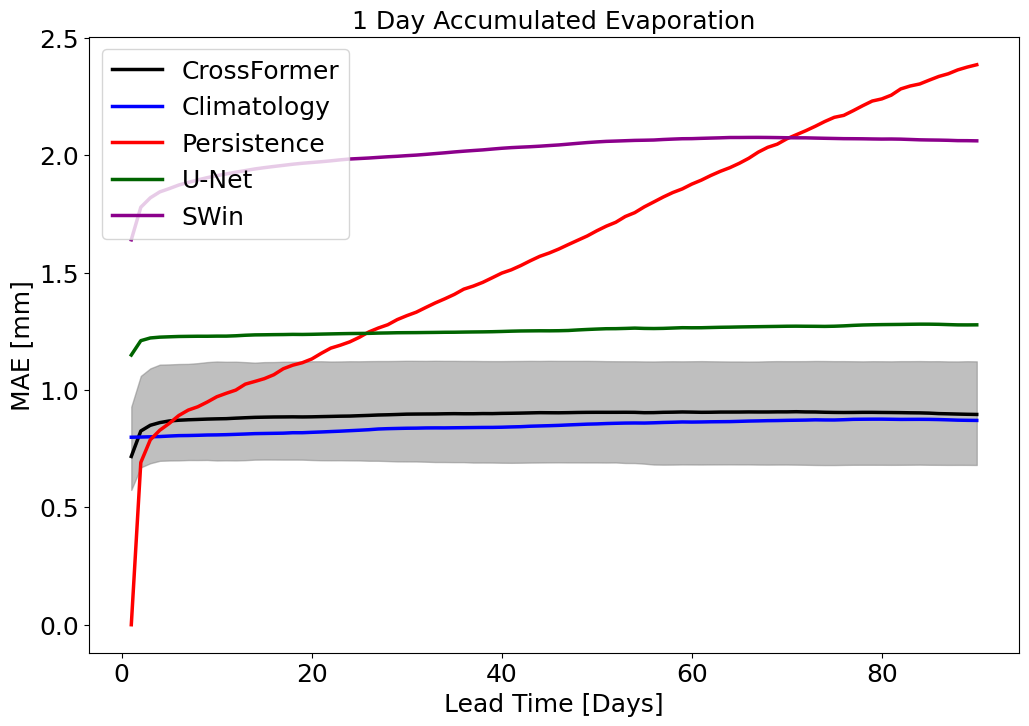 1 Day Accumulated Evaporation
CrossFormer
Climatology
Persistence
U-Net
SWin
2.5
2.0
1.5
1.0
0.5
0.0
MAE [mm]
0 20 40 60 80
Lead Time [Days]